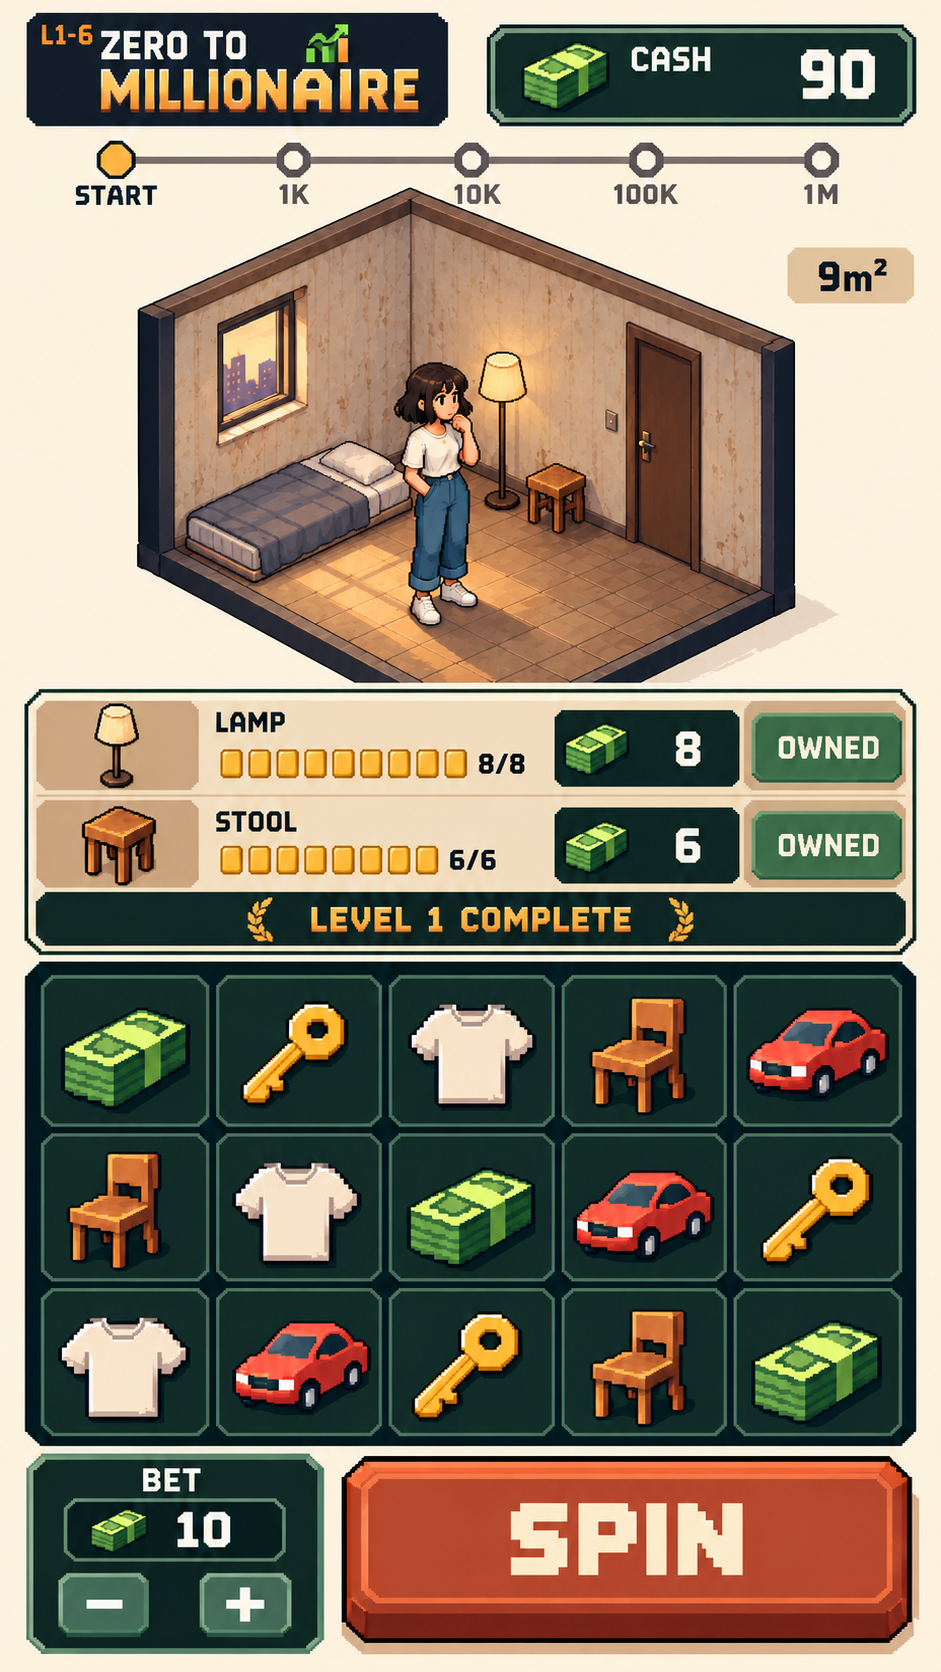 L1-6
ZERO TO
MILLIONAIRE
CASH
90
START
1K
10K
100K
1M
9m²
LAMP
8/8
8
OWNED
STOOL
6/6
6
OWNED
LEVEL 1 COMPLETE
BET
10
−
+
SPIN